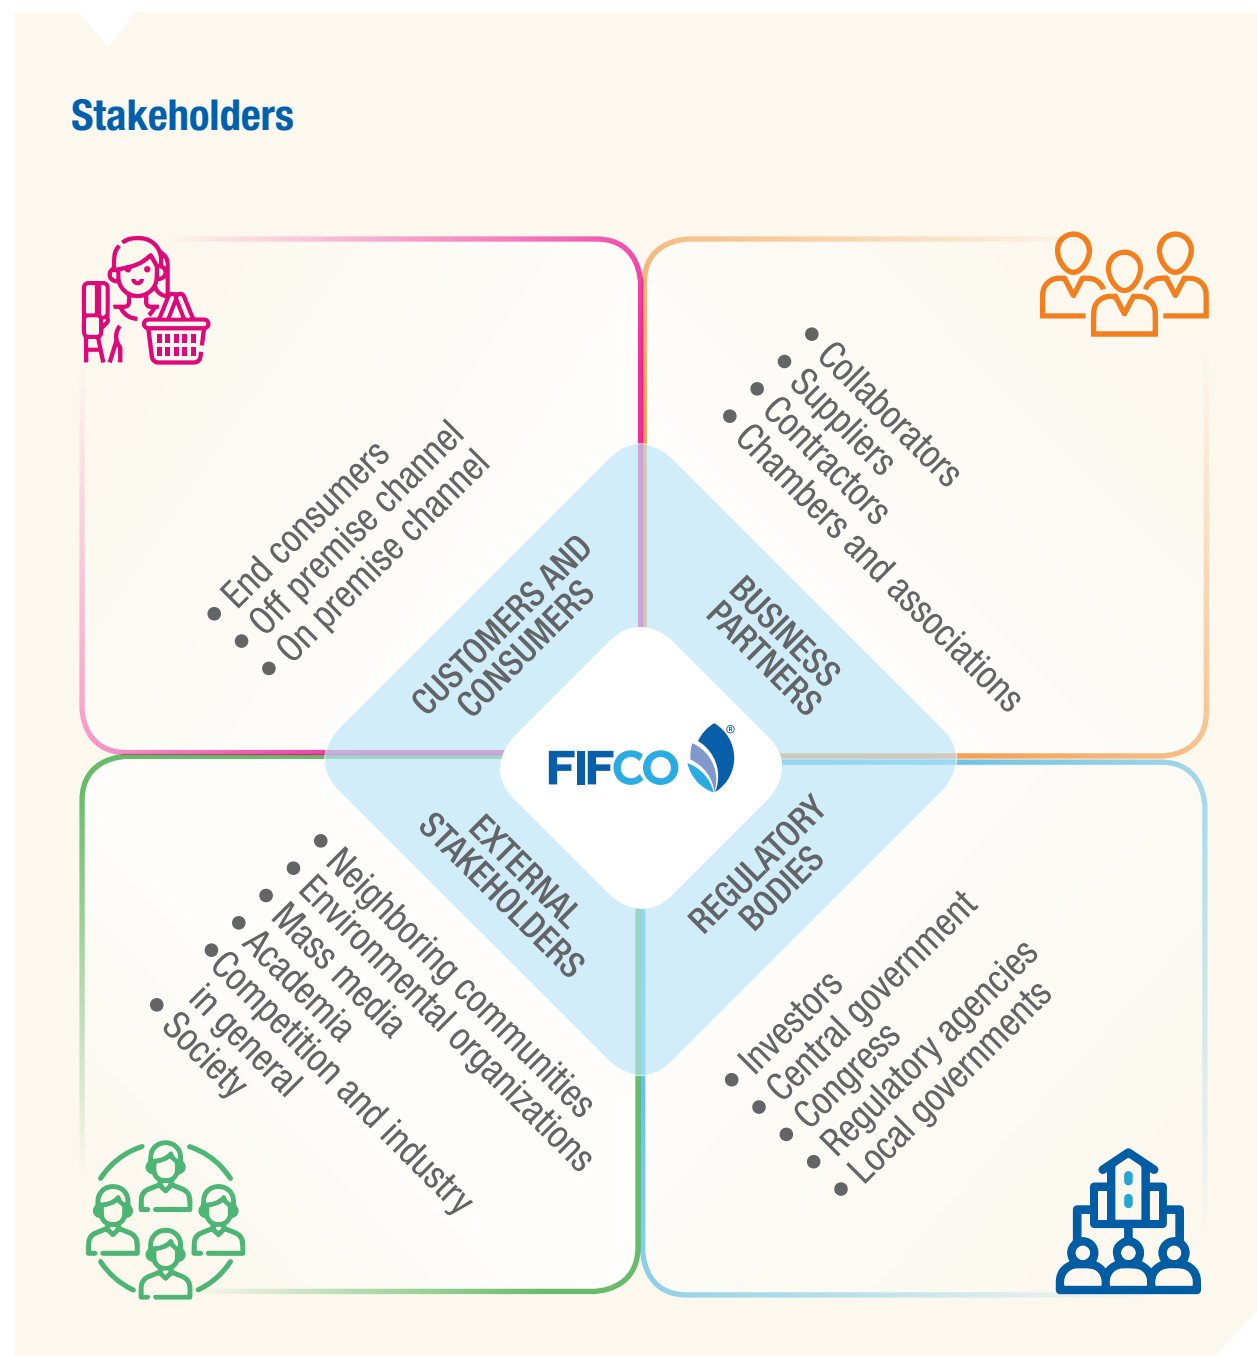 Stakeholders
● End consumers
● Off premise channel
● On premise channel
CUSTOMERS AND
CONSUMERS
● Collaborators
● Suppliers
● Contractors
● Chambers and associations
BUSINESS
PARTNERS
FIFCO®
EXTERNAL
STAKEHOLDERS
● Neighboring communities
● Environmental organizations
● Mass media
● Academia
● Competition and industry
in general
● Society
REGULATORY
BODIES
● Investors
● Central government
● Congress
● Regulatory agencies
● Local governments